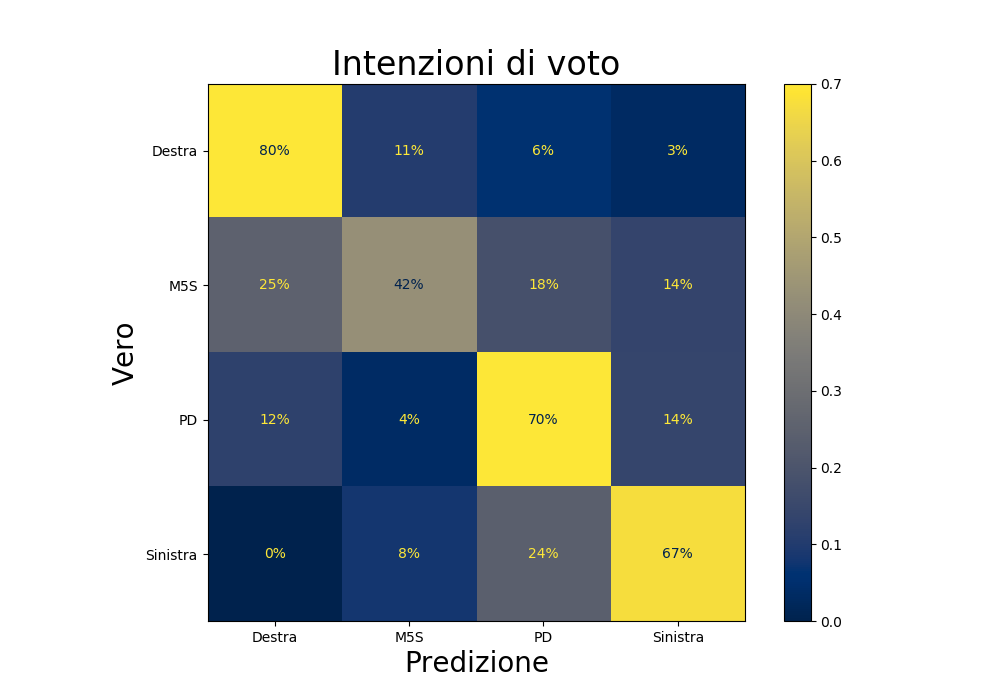 Intenzioni di voto
Destra 80% 11% 6% 3%
M5S 25% 42% 18% 14%
PD 12% 4% 70% 14%
Sinistra 0% 8% 24% 67%
Destra M5S PD Sinistra
Predizione
Vero
0.7
0.6
0.5
0.4
0.3
0.2
0.1
0.0